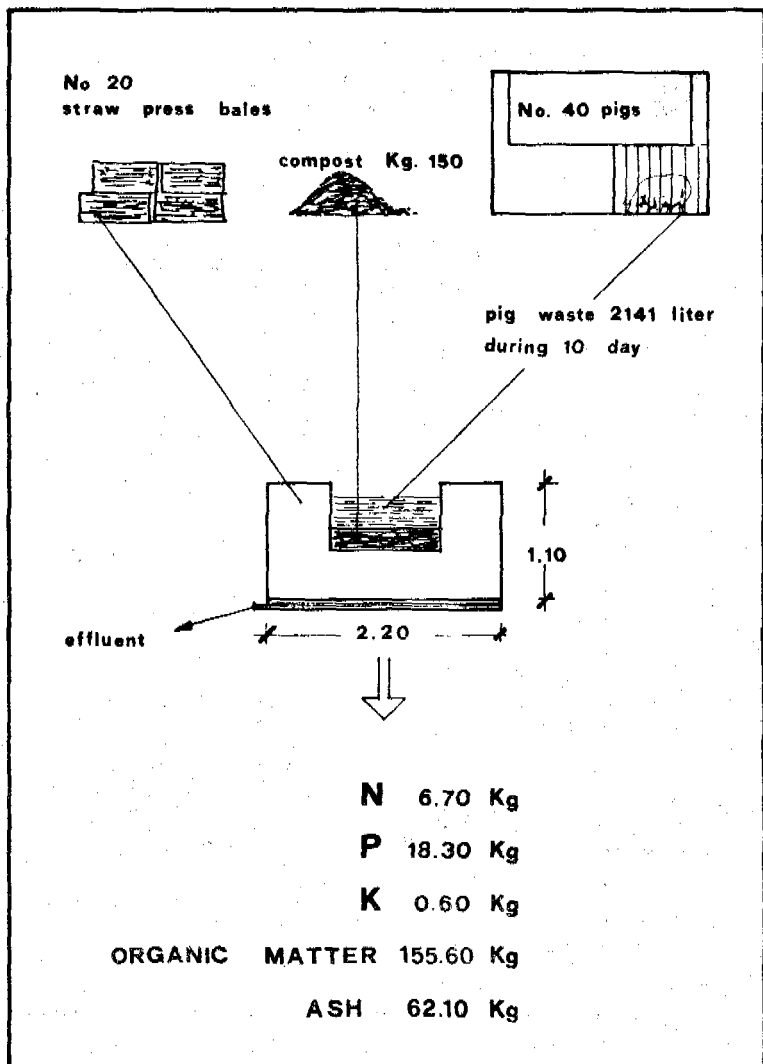 No 20
straw press bales
compost Kg. 150
No. 40 pigs
pig waste 2141 liter
during 10 day
1.10
effluent
2.20
N 6.70 Kg
P 18.30 Kg
K 0.60 Kg
ORGANIC MATTER 155.60 Kg
ASH 62.10 Kg